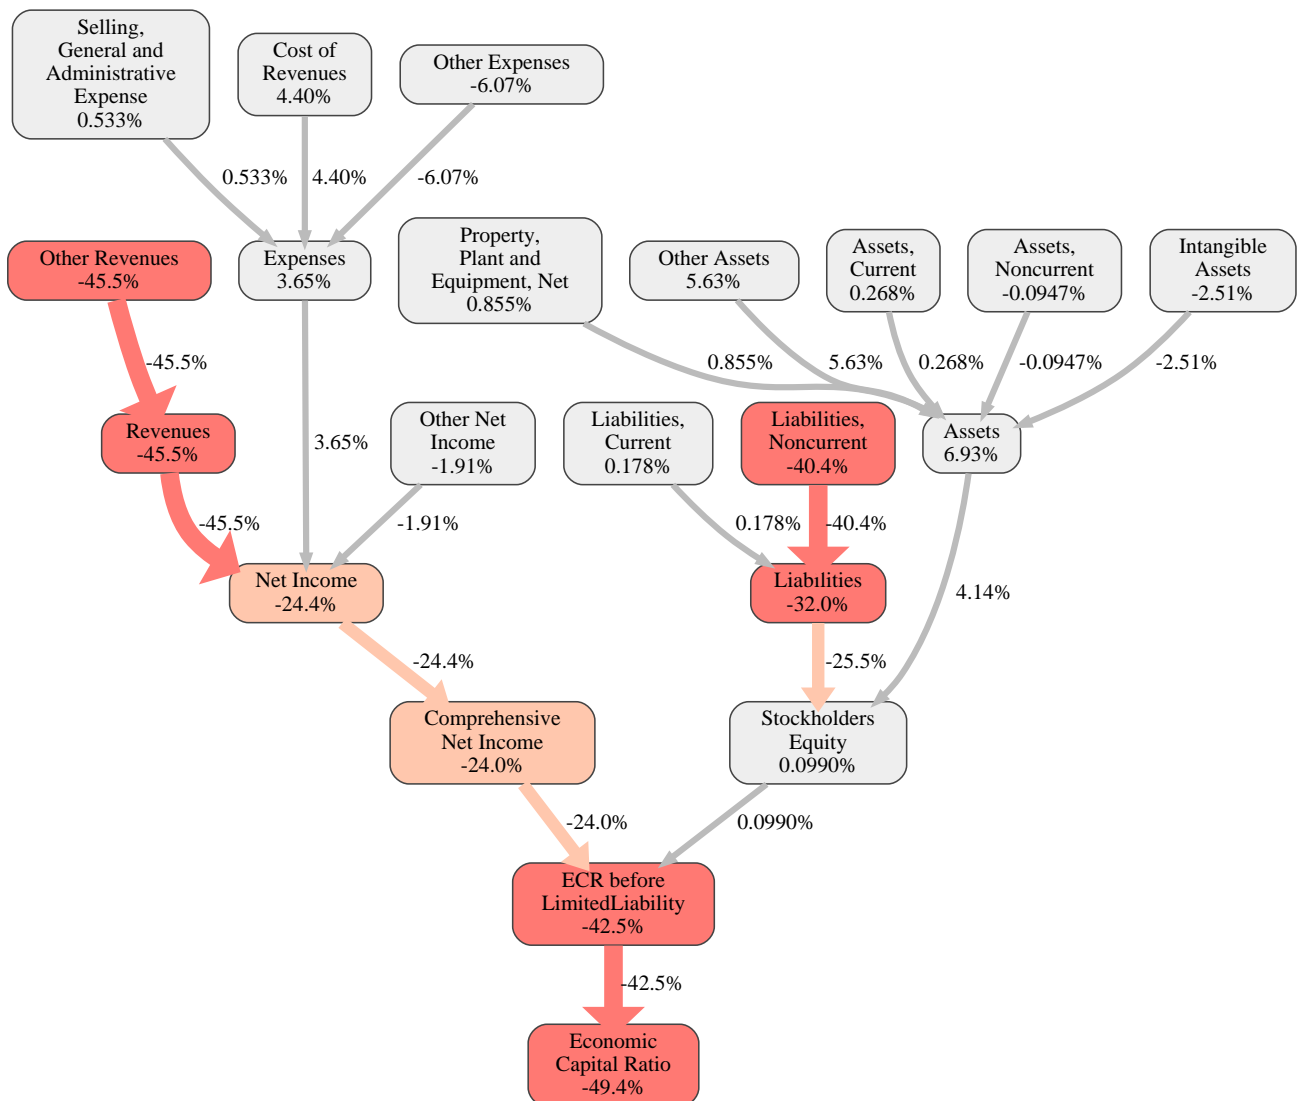 Selling,
General and
Administrative
Expense
0.533%
Cost of
Revenues
4.40%
Other Expenses
-6.07%
0.533%
4.40%
-6.07%
Other Revenues
-45.5%
Expenses
3.65%
Property,
Plant and
Equipment, Net
0.855%
Other Assets
5.63%
Assets,
Current
0.268%
Assets,
Noncurrent
-0.0947%
Intangible
Assets
-2.51%
-45.5%
0.855%
5.63%
0.268%
-0.0947%
-2.51%
Revenues
-45.5%
3.65%
Other Net
Income
-1.91%
Liabilities,
Current
0.178%
Liabilities,
Noncurrent
-40.4%
Assets
6.93%
-45.5%
-1.91%
0.178%
-40.4%
Net Income
-24.4%
Liabilities
-32.0%
4.14%
-24.4%
-25.5%
Comprehensive
Net Income
-24.0%
Stockholders
Equity
0.0990%
-24.0%
0.0990%
ECR before
LimitedLiability
-42.5%
-42.5%
Economic
Capital Ratio
-49.4%